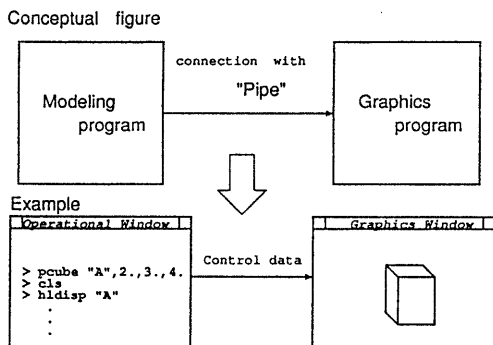 Conceptual figure
connection with
"Pipe"
Modeling
program
Graphics
program
Example
Operational Window
> pcube "A",2.,3.,4.
> cls
> hldisp "A"
.
.
.
Control data
Graphics Window